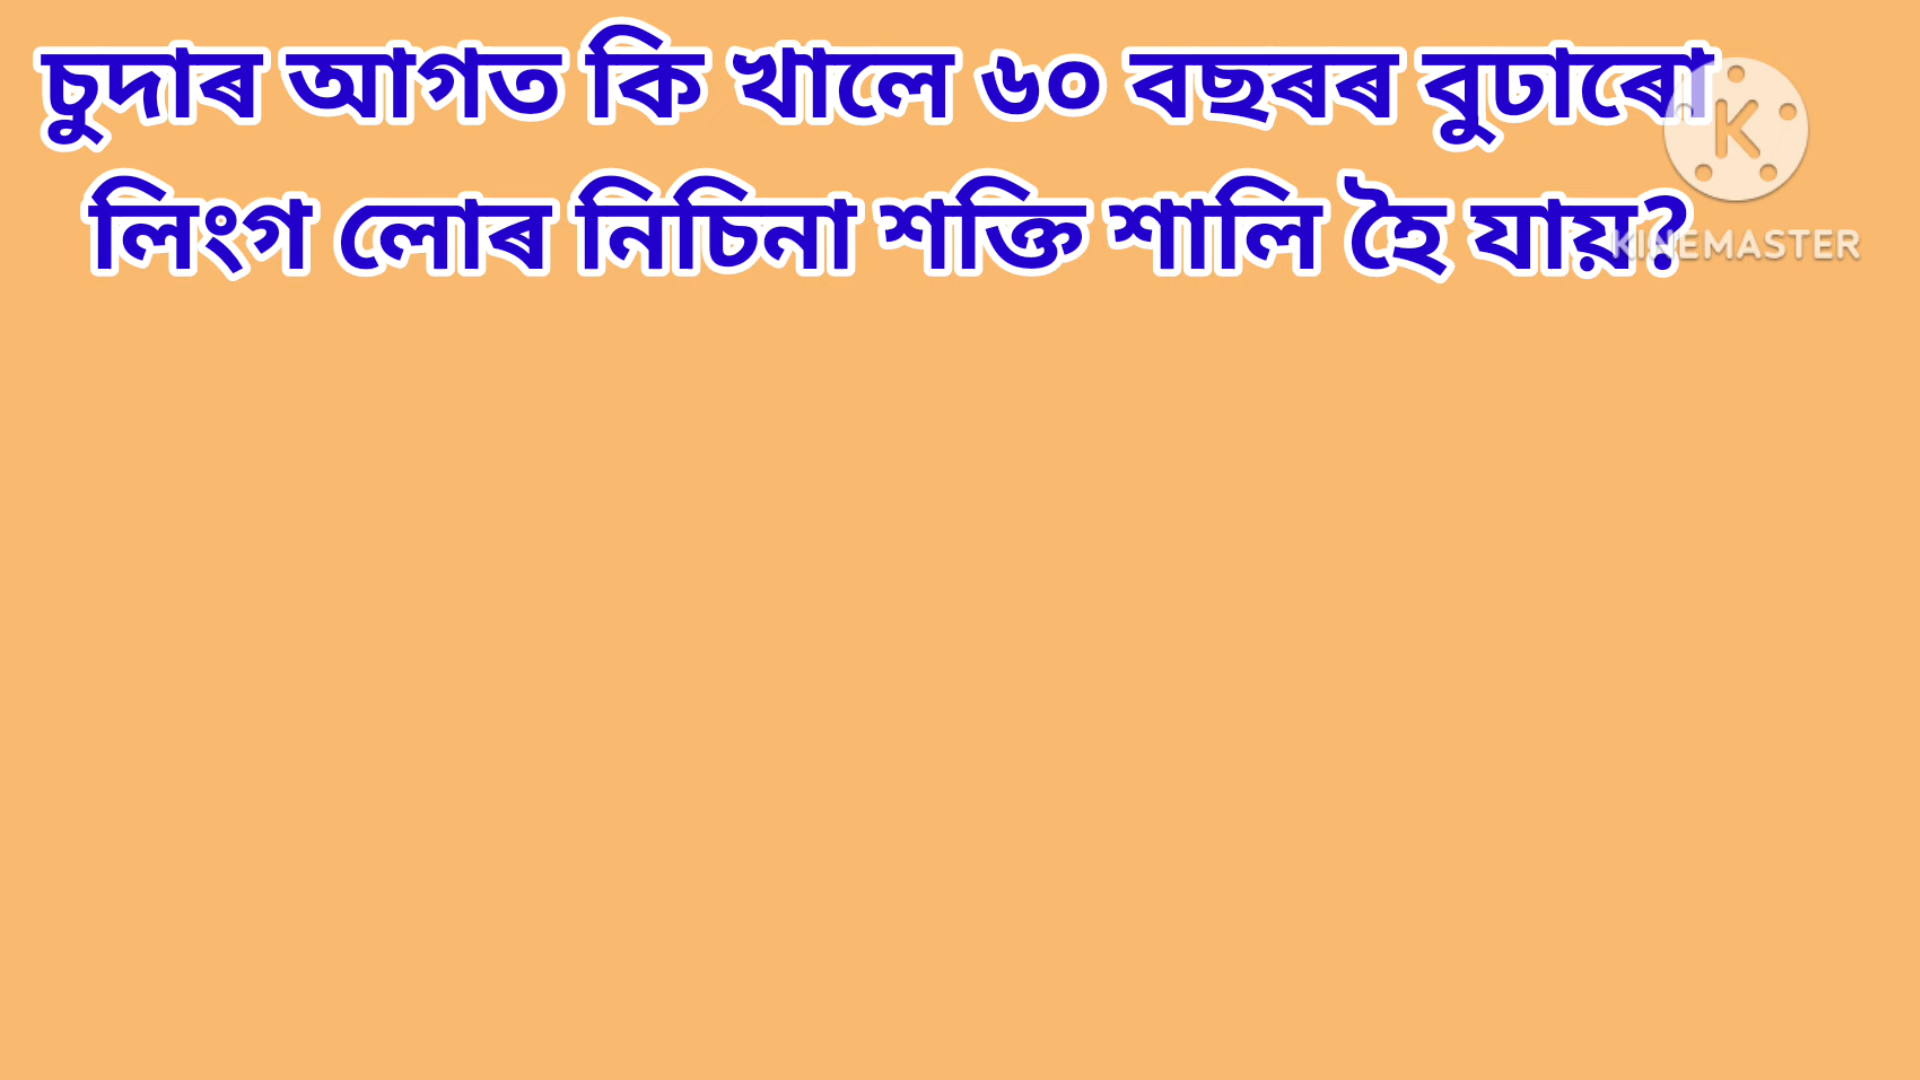 চুদাৰ আগত কি খালে ৬০ বছৰৰ বুঢাৰো
লিংগ লোৰ নিচিনা শক্তি শালি হৈ যায়?
K
KINEMASTER